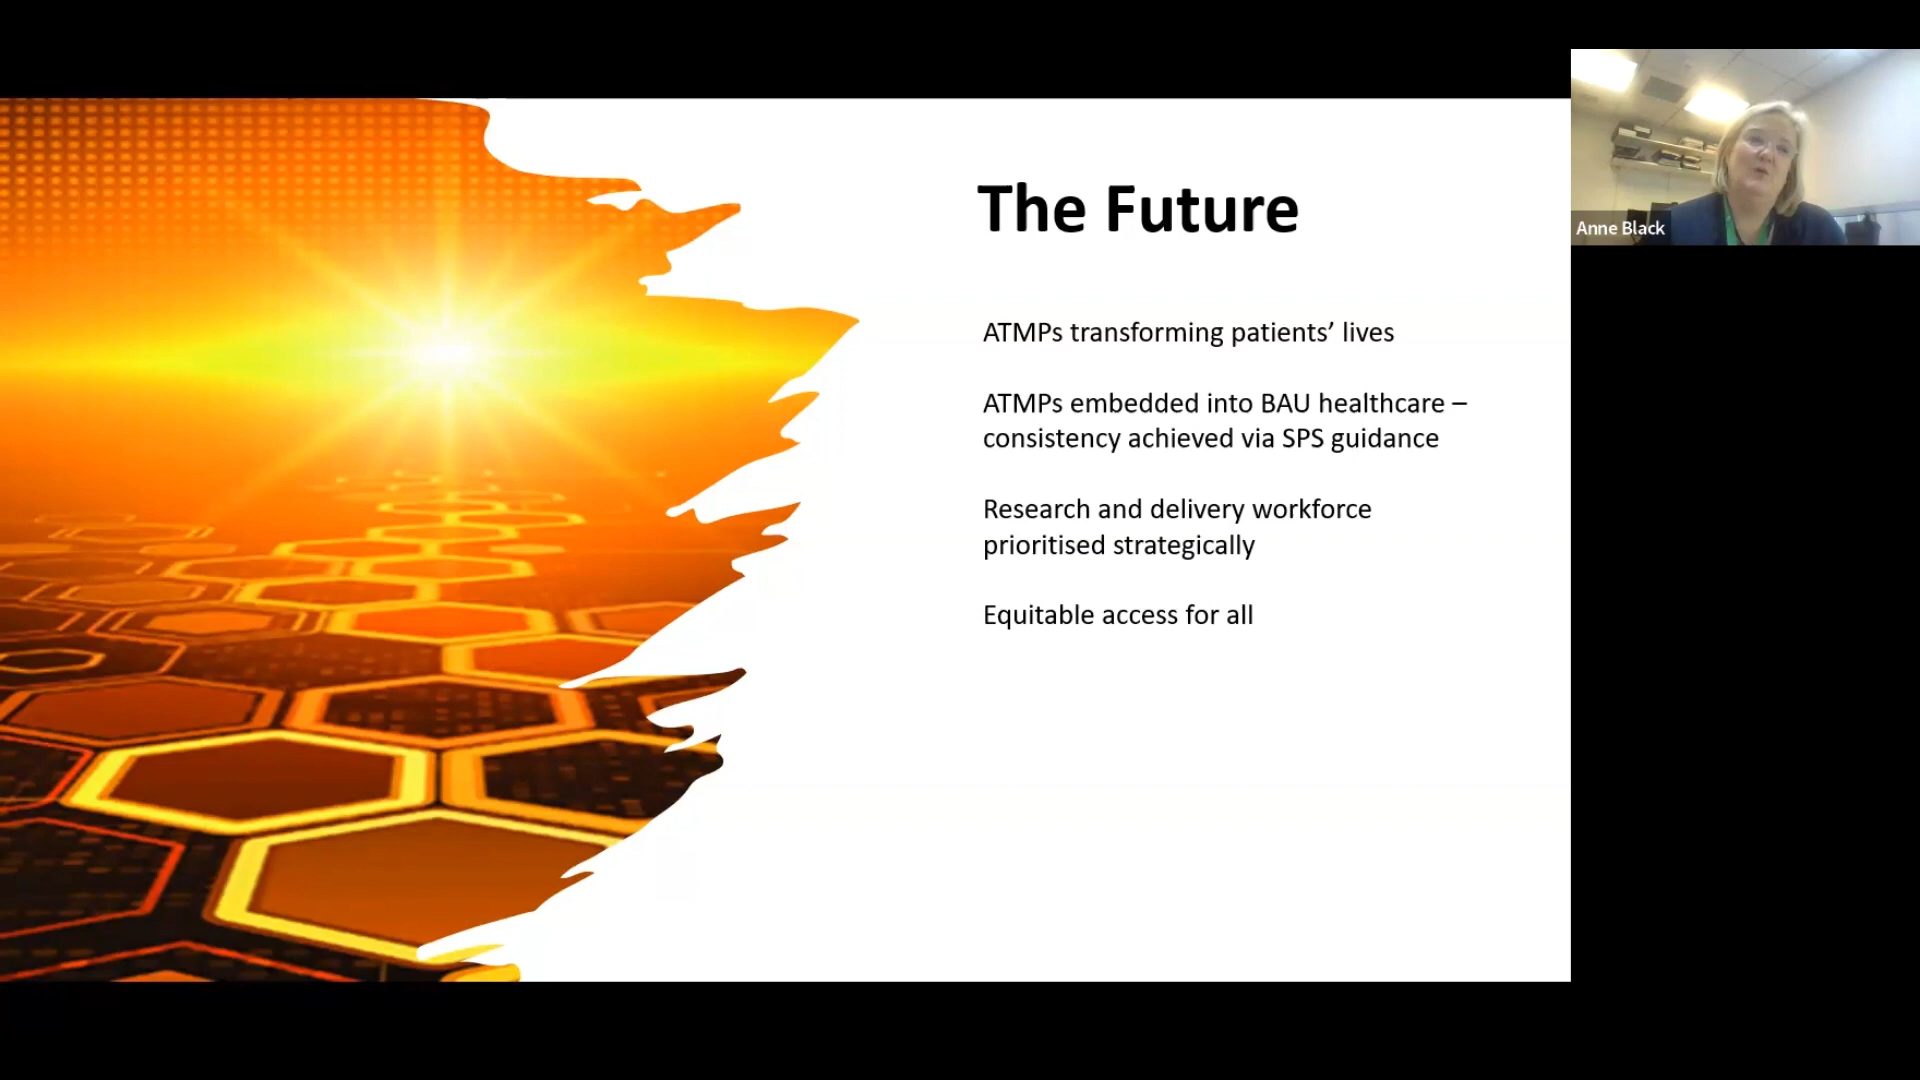 The Future
ATMPs transforming patients’ lives
ATMPs embedded into BAU healthcare –
consistency achieved via SPS guidance
Research and delivery workforce
prioritised strategically
Equitable access for all
Anne Black